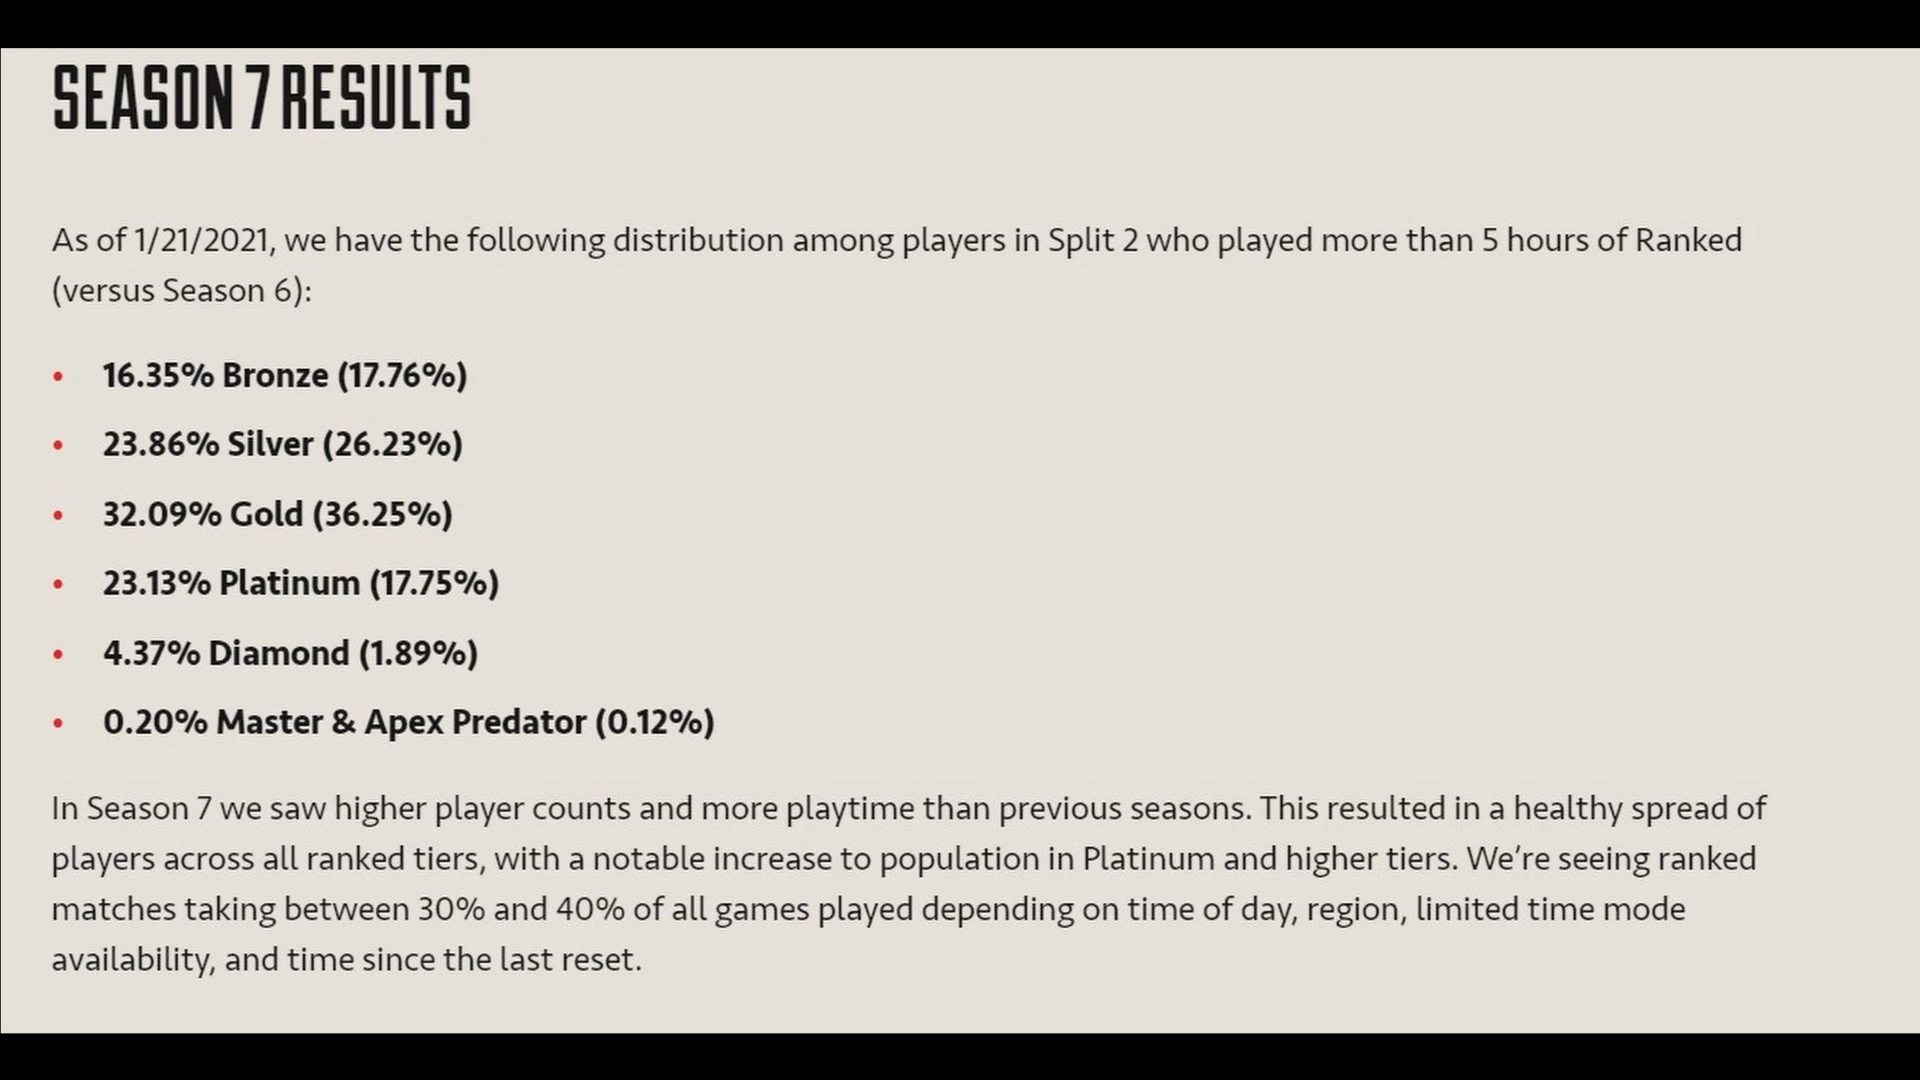 SEASON 7 RESULTS
As of 1/21/2021, we have the following distribution among players in Split 2 who played more than 5 hours of Ranked
(versus Season 6):
• 16.35% Bronze (17.76%)
• 23.86% Silver (26.23%)
• 32.09% Gold (36.25%)
• 23.13% Platinum (17.75%)
• 4.37% Diamond (1.89%)
• 0.20% Master & Apex Predator (0.12%)
In Season 7 we saw higher player counts and more playtime than previous seasons. This resulted in a healthy spread of
players across all ranked tiers, with a notable increase to population in Platinum and higher tiers. We’re seeing ranked
matches taking between 30% and 40% of all games played depending on time of day, region, limited time mode
availability, and time since the last reset.